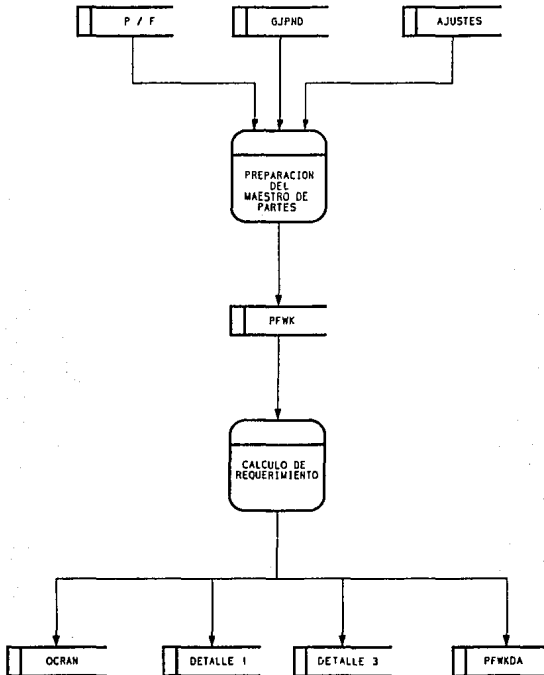 P / F
GJPND
AJUSTES
PREPARACION
DEL
MAESTRO DE
PARTES
PFWK
CALCULO DE
REQUERIMIENTO
OCRAN
DETALLE 1
DETALLE 3
PFWKDA